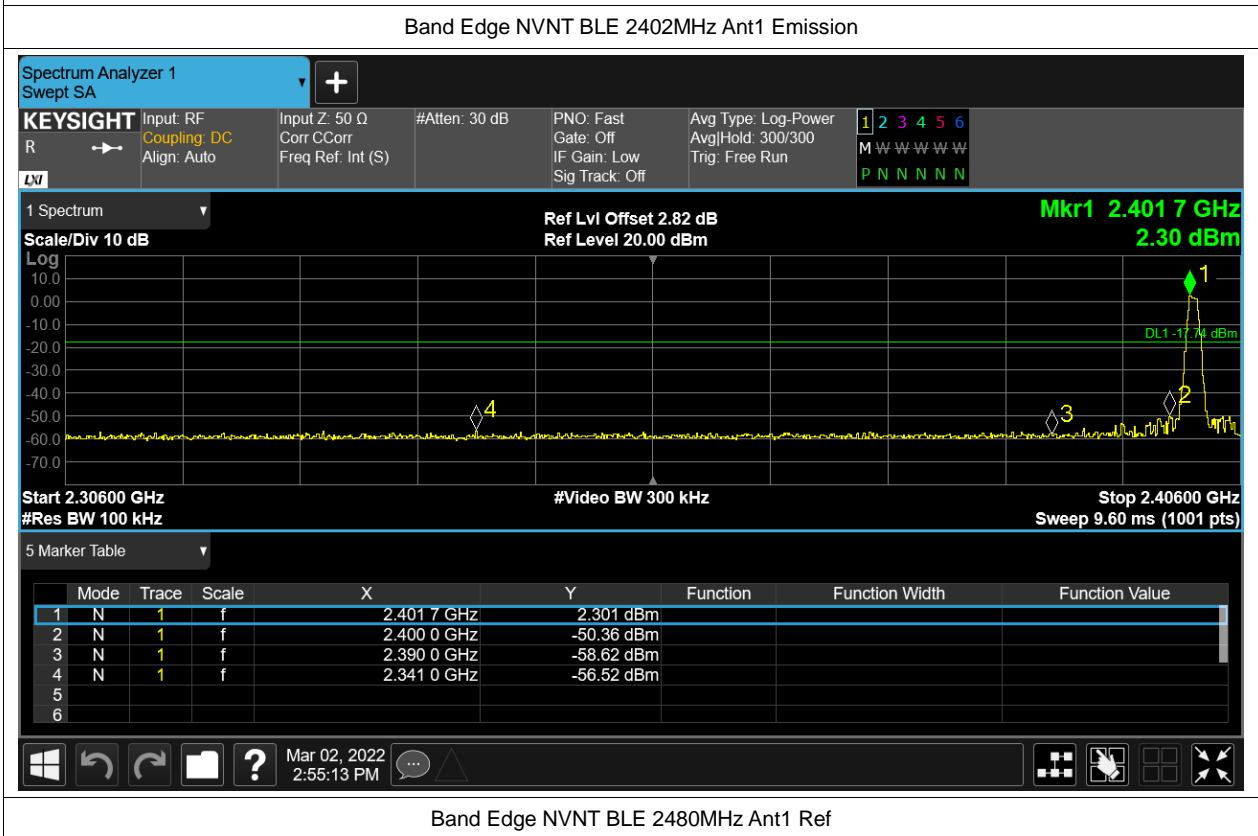 Band Edge NVNT BLE 2402MHz Ant1 Emission
Spectrum Analyzer 1
Swept SA
+
KEYSIGHT
R
LXI
Input: RF
Coupling: DC
Align: Auto
Input Z: 50 Ω
Corr CCorr
Freq Ref: Int (S)
#Atten: 30 dB
PNO: Fast
Gate: Off
IF Gain: Low
Sig Track: Off
Avg Type: Log-Power
Avg|Hold: 300/300
Trig: Free Run
1 2 3 4 5 6
M W W W W W
P N N N N N
1 Spectrum
Scale/Div 10 dB
Ref Lvl Offset 2.82 dB
Ref Level 20.00 dBm
Mkr1 2.401 7 GHz
2.30 dBm
Log
10.0
0.00
-10.0
-20.0
-30.0
-40.0
-50.0
-60.0
-70.0
1
DL1 -17.74 dBm
2
3
4
Start 2.30600 GHz
#Res BW 100 kHz
#Video BW 300 kHz
Stop 2.40600 GHz
Sweep 9.60 ms (1001 pts)
5 Marker Table
Mode Trace Scale X Y Function Function Width Function Value
1 N 1 f 2.401 7 GHz 2.301 dBm
2 N 1 f 2.400 0 GHz -50.36 dBm
3 N 1 f 2.390 0 GHz -58.62 dBm
4 N 1 f 2.341 0 GHz -56.52 dBm
5
6
?
Mar 02, 2022
2:55:13 PM
Band Edge NVNT BLE 2480MHz Ant1 Ref